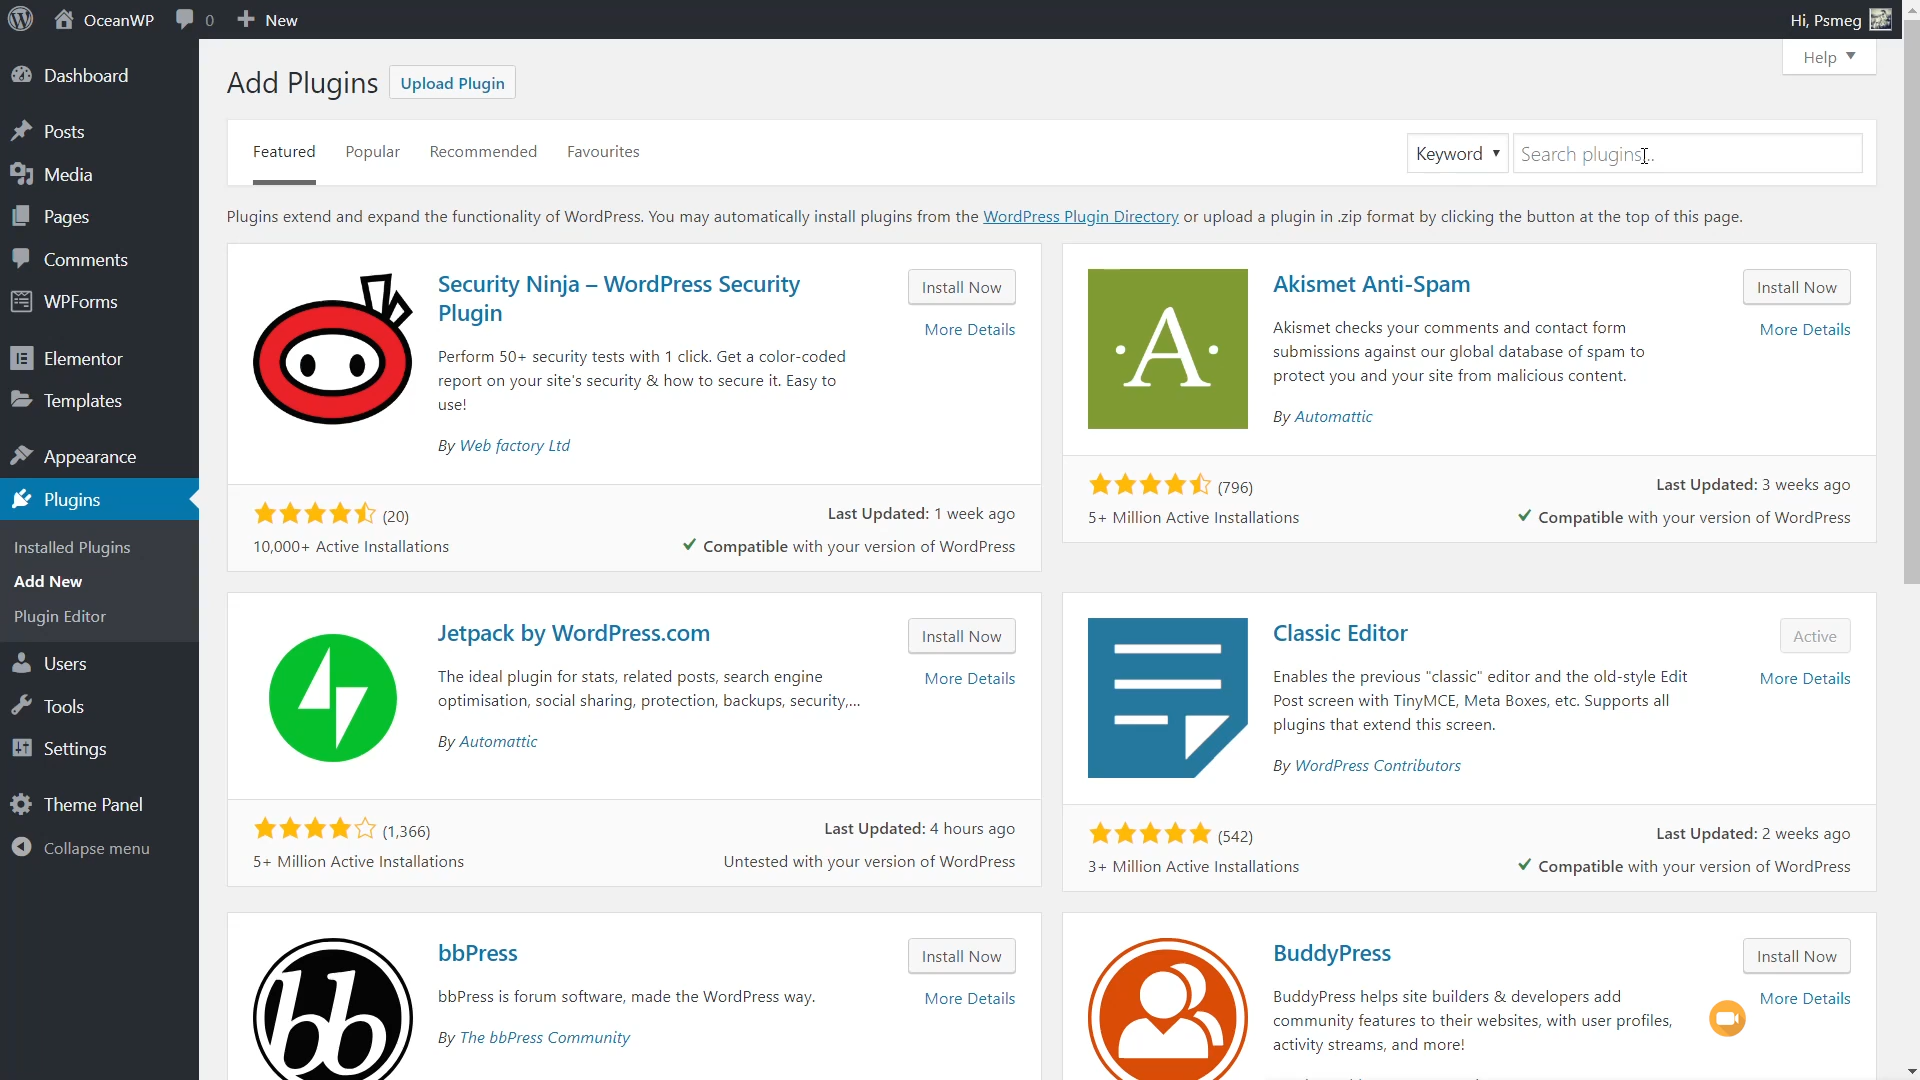 OceanWP 0 New Hi, Psmeg
Help
Dashboard
Posts
Media
Pages
Comments
WPForms
Elementor
Templates
Appearance
Plugins
Installed Plugins
Add New
Plugin Editor
Users
Tools
Settings
Theme Panel
Collapse menu
Add Plugins Upload Plugin
Featured Popular Recommended Favourites Keyword Search plugins...
Plugins extend and expand the functionality of WordPress. You may automatically install plugins from the WordPress Plugin Directory or upload a plugin in .zip format by clicking the button at the top of this page.
Security Ninja – WordPress Security
Plugin
Install Now
More Details
Perform 50+ security tests with 1 click. Get a color-coded
report on your site's security & how to secure it. Easy to
use!
By Web factory Ltd
(20)
Last Updated: 1 week ago
10,000+ Active Installations
Compatible with your version of WordPress
A
Akismet Anti-Spam
Install Now
More Details
Akismet checks your comments and contact form
submissions against our global database of spam to
protect you and your site from malicious content.
By Automattic
(796)
Last Updated: 3 weeks ago
5+ Million Active Installations
Compatible with your version of WordPress
Jetpack by WordPress.com
Install Now
More Details
The ideal plugin for stats, related posts, search engine
optimisation, social sharing, protection, backups, security,...
By Automattic
(1,366)
Last Updated: 4 hours ago
5+ Million Active Installations
Untested with your version of WordPress
Classic Editor
Active
More Details
Enables the previous "classic" editor and the old-style Edit
Post screen with TinyMCE, Meta Boxes, etc. Supports all
plugins that extend this screen.
By WordPress Contributors
(542)
Last Updated: 2 weeks ago
3+ Million Active Installations
Compatible with your version of WordPress
bb
bbPress
Install Now
More Details
bbPress is forum software, made the WordPress way.
By The bbPress Community
BuddyPress
Install Now
More Details
BuddyPress helps site builders & developers add
community features to their websites, with user profiles,
activity streams, and more!